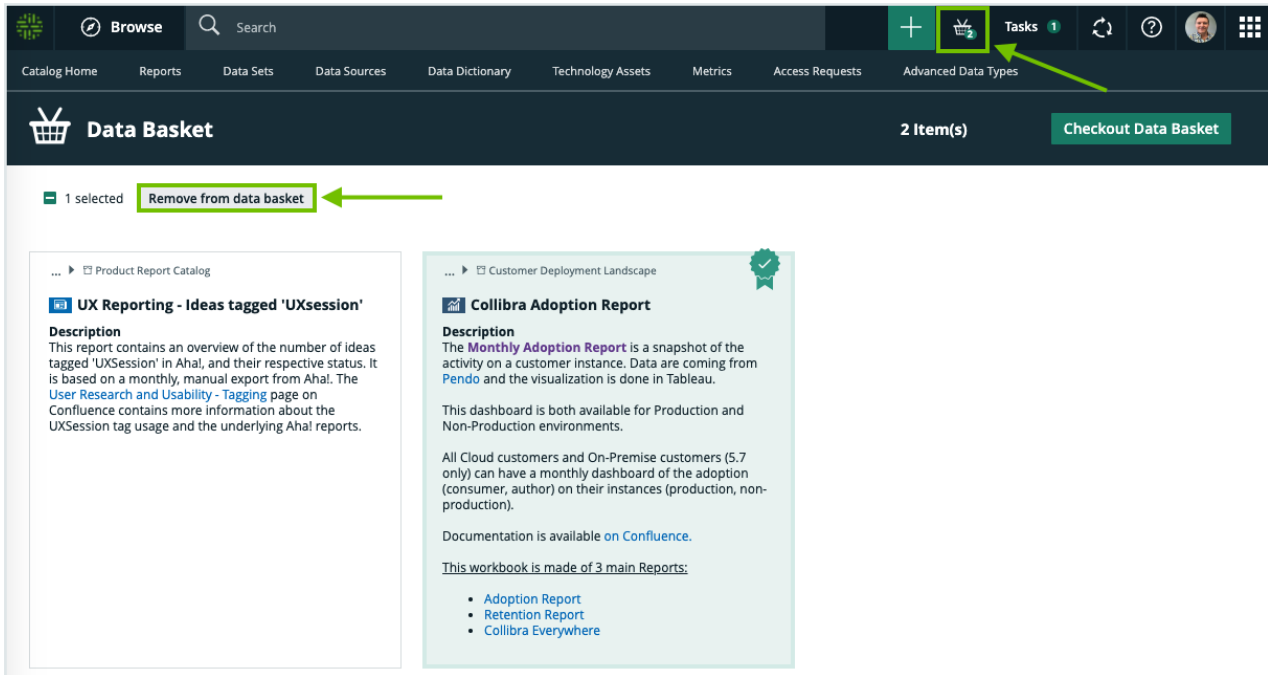 Browse
Search
2
Tasks 1
Catalog Home Reports Data Sets Data Sources Data Dictionary Technology Assets Metrics Access Requests Advanced Data Types
Data Basket
2 Item(s)
Checkout Data Basket
1 selected
Remove from data basket
... Product Report Catalog
UX Reporting - Ideas tagged 'UXsession'
Description
This report contains an overview of the number of ideas
tagged 'UXSession' in Aha!, and their respective status. It
is based on a monthly, manual export from Aha!. The
User Research and Usability - Tagging page on
Confluence contains more information about the
UXSession tag usage and the underlying Aha! reports.
... Customer Deployment Landscape
Collibra Adoption Report
Description
The Monthly Adoption Report is a snapshot of the
activity on a customer instance. Data are coming from
Pendo and the visualization is done in Tableau.
This dashboard is both available for Production and
Non-Production environments.
All Cloud customers and On-Premise customers (5.7
only) can have a monthly dashboard of the adoption
(consumer, author) on their instances (production, non-
production).
Documentation is available on Confluence.
This workbook is made of 3 main Reports:
• Adoption Report
• Retention Report
• Collibra Everywhere